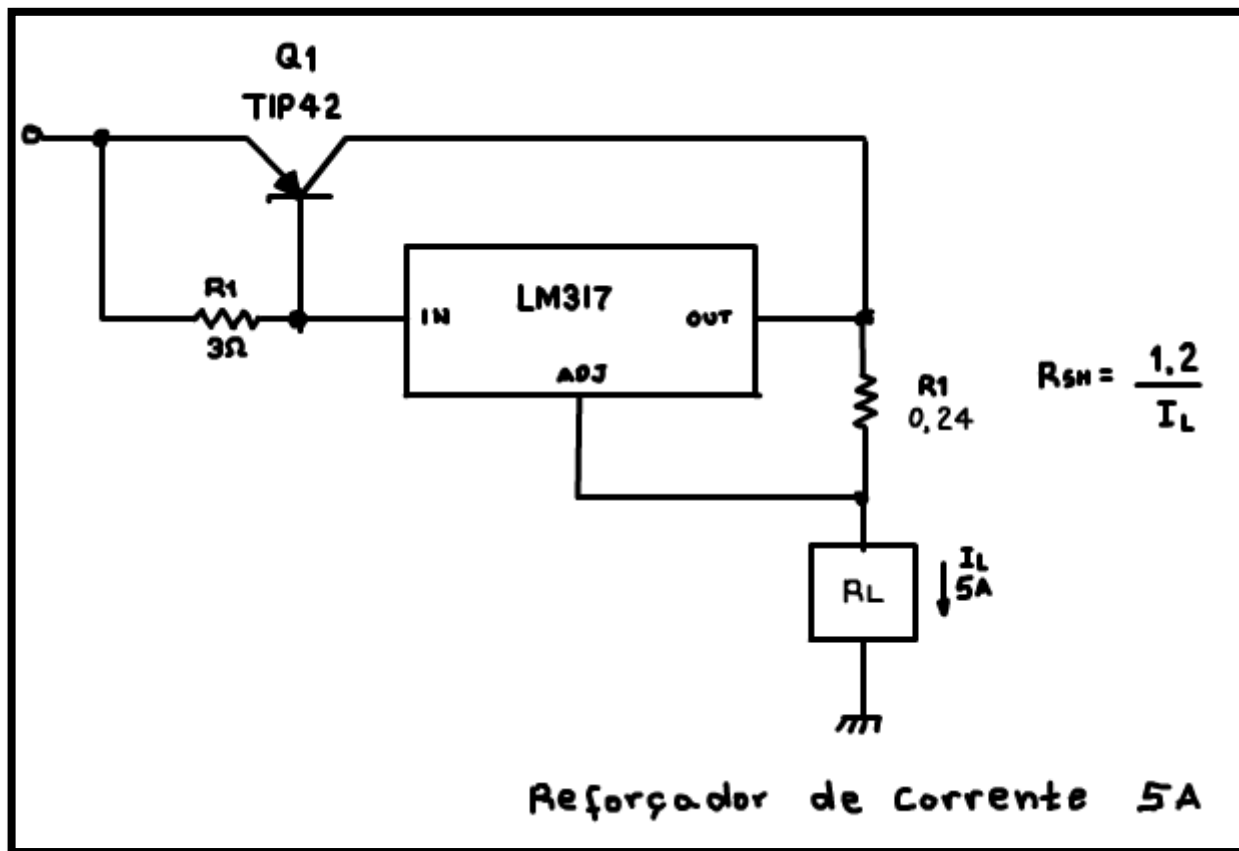 Q1
TIP42
R1
3Ω
LM317
IN
OUT
ADJ
R1
0,24
RSH = 1,2
IL
RL
IL
5A
Reforçador de corrente 5A